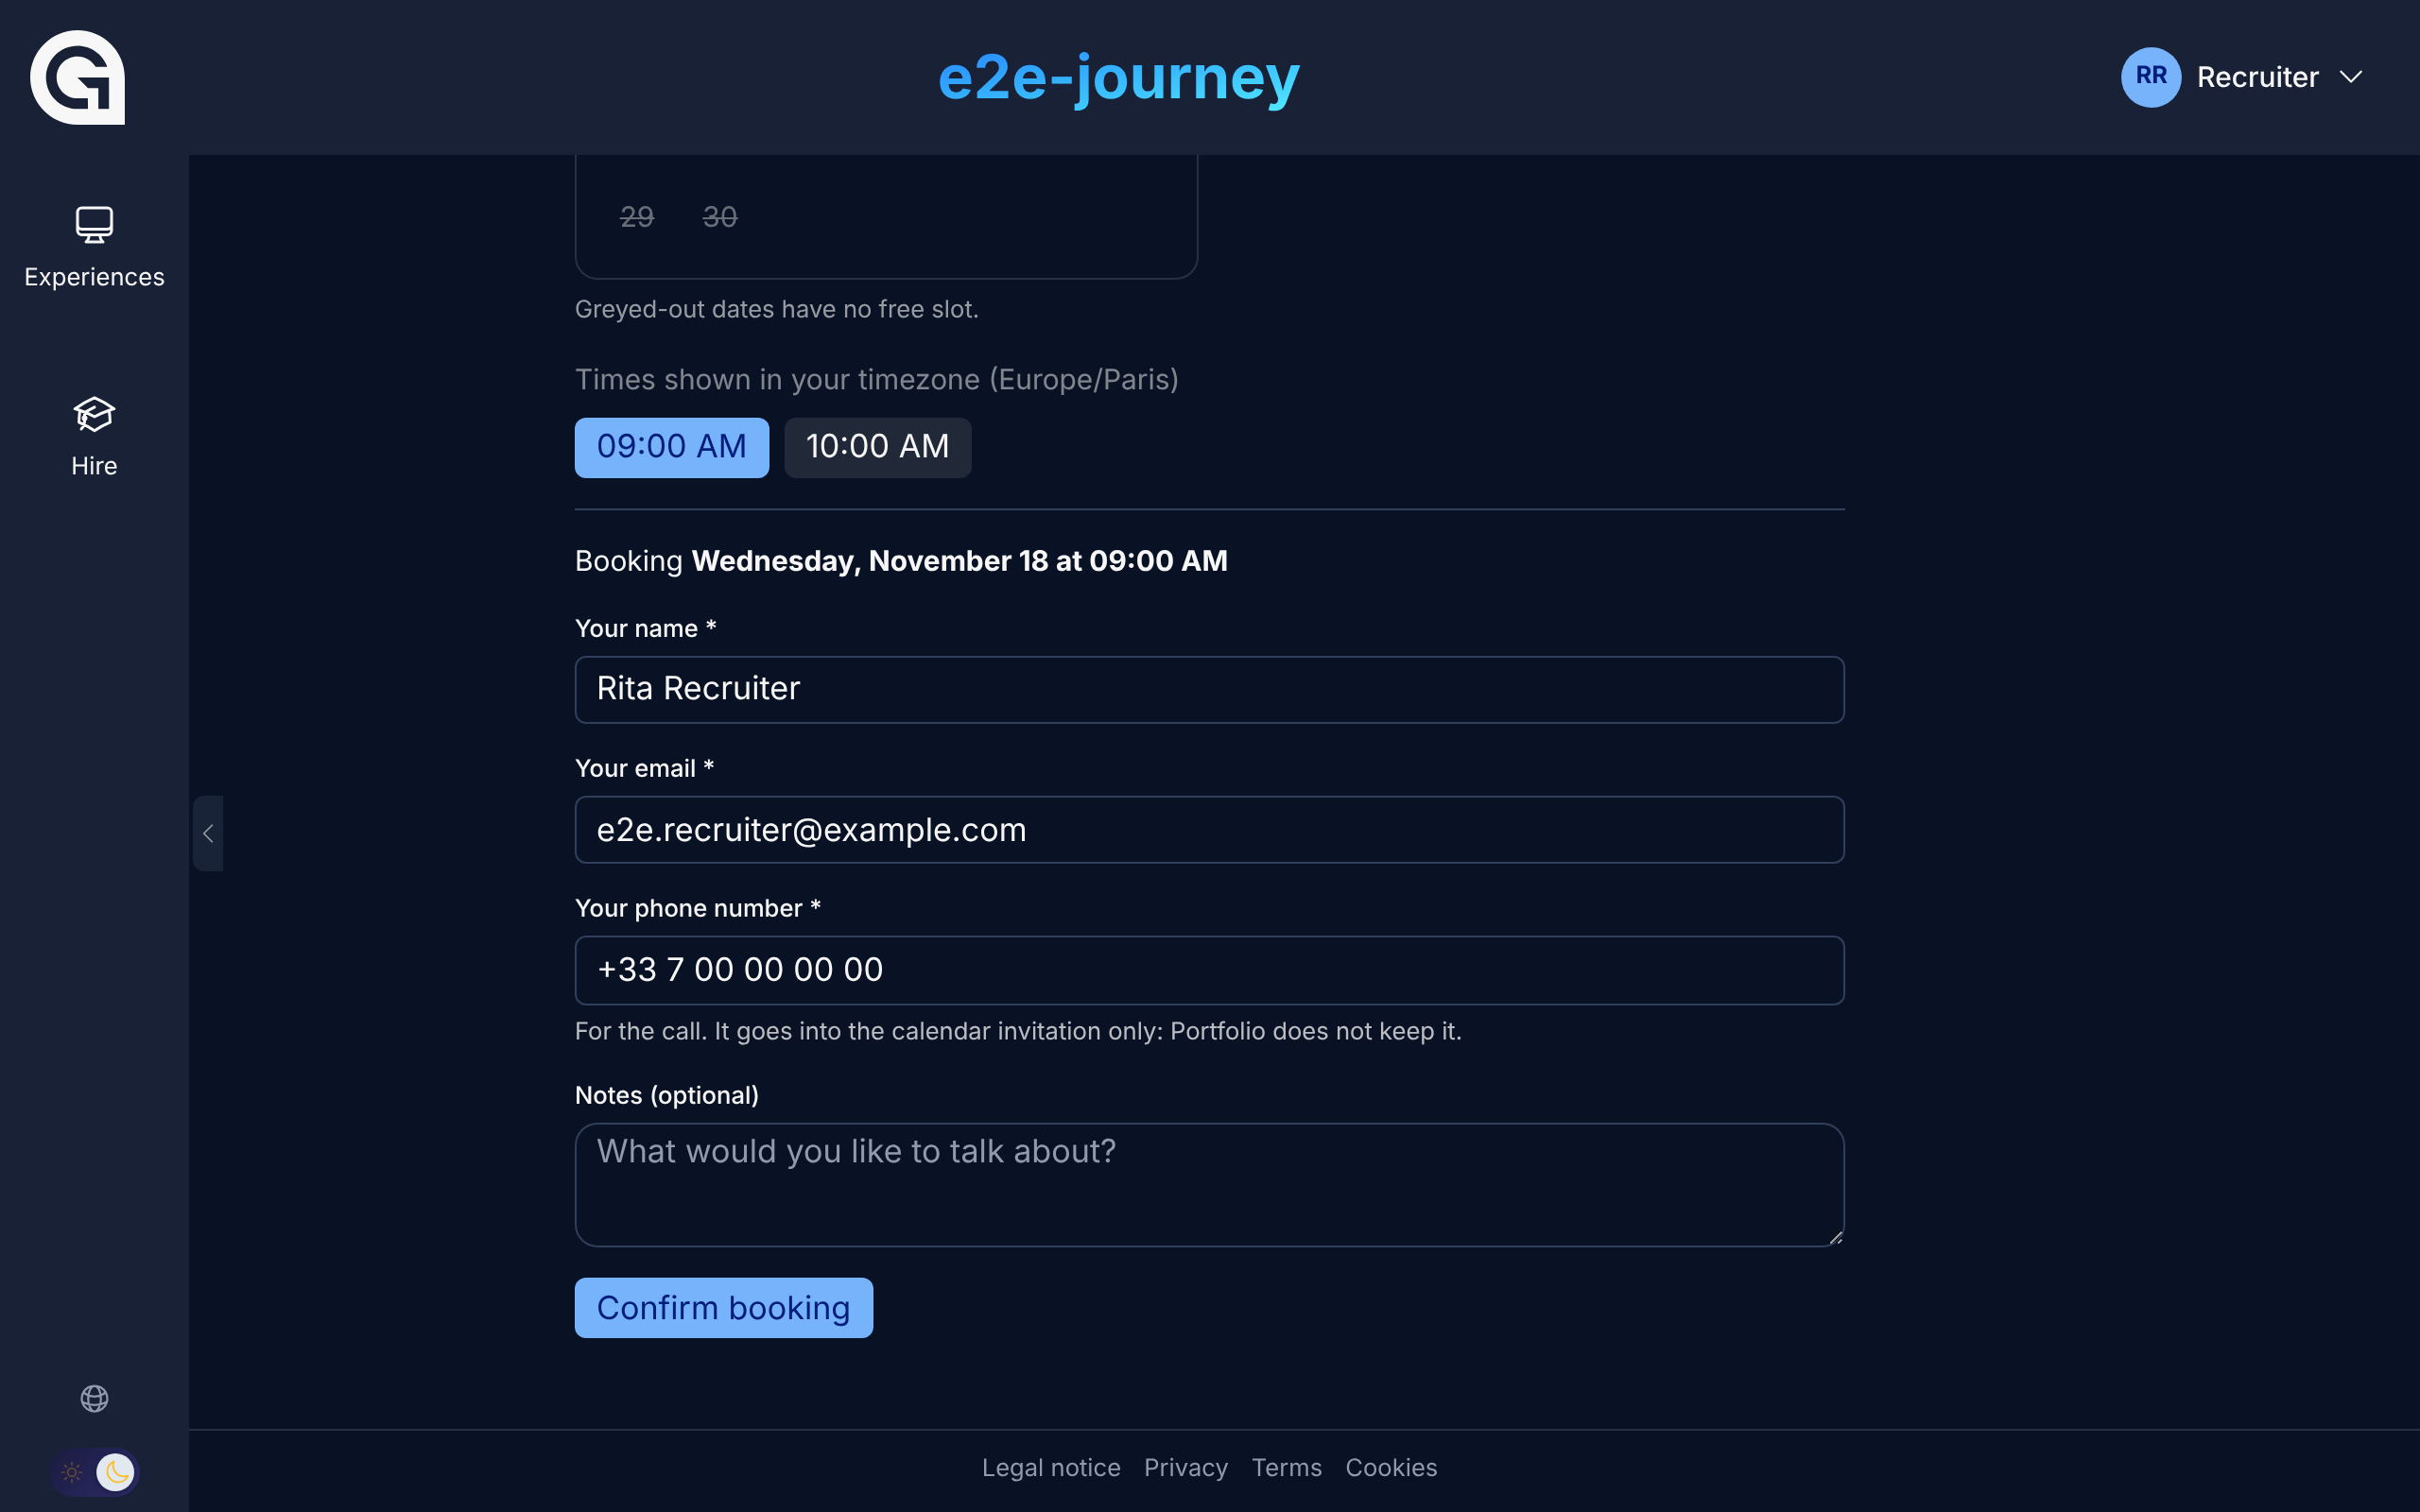 e2e-journey
RR Recruiter
Experiences
Hire
29 30
Greyed-out dates have no free slot.
Times shown in your timezone (Europe/Paris)
09:00 AM 10:00 AM
Booking Wednesday, November 18 at 09:00 AM
Your name *
Rita Recruiter
Your email *
e2e.recruiter@example.com
Your phone number *
+33 7 00 00 00 00
For the call. It goes into the calendar invitation only: Portfolio does not keep it.
Notes (optional)
What would you like to talk about?
Confirm booking
Legal notice Privacy Terms Cookies